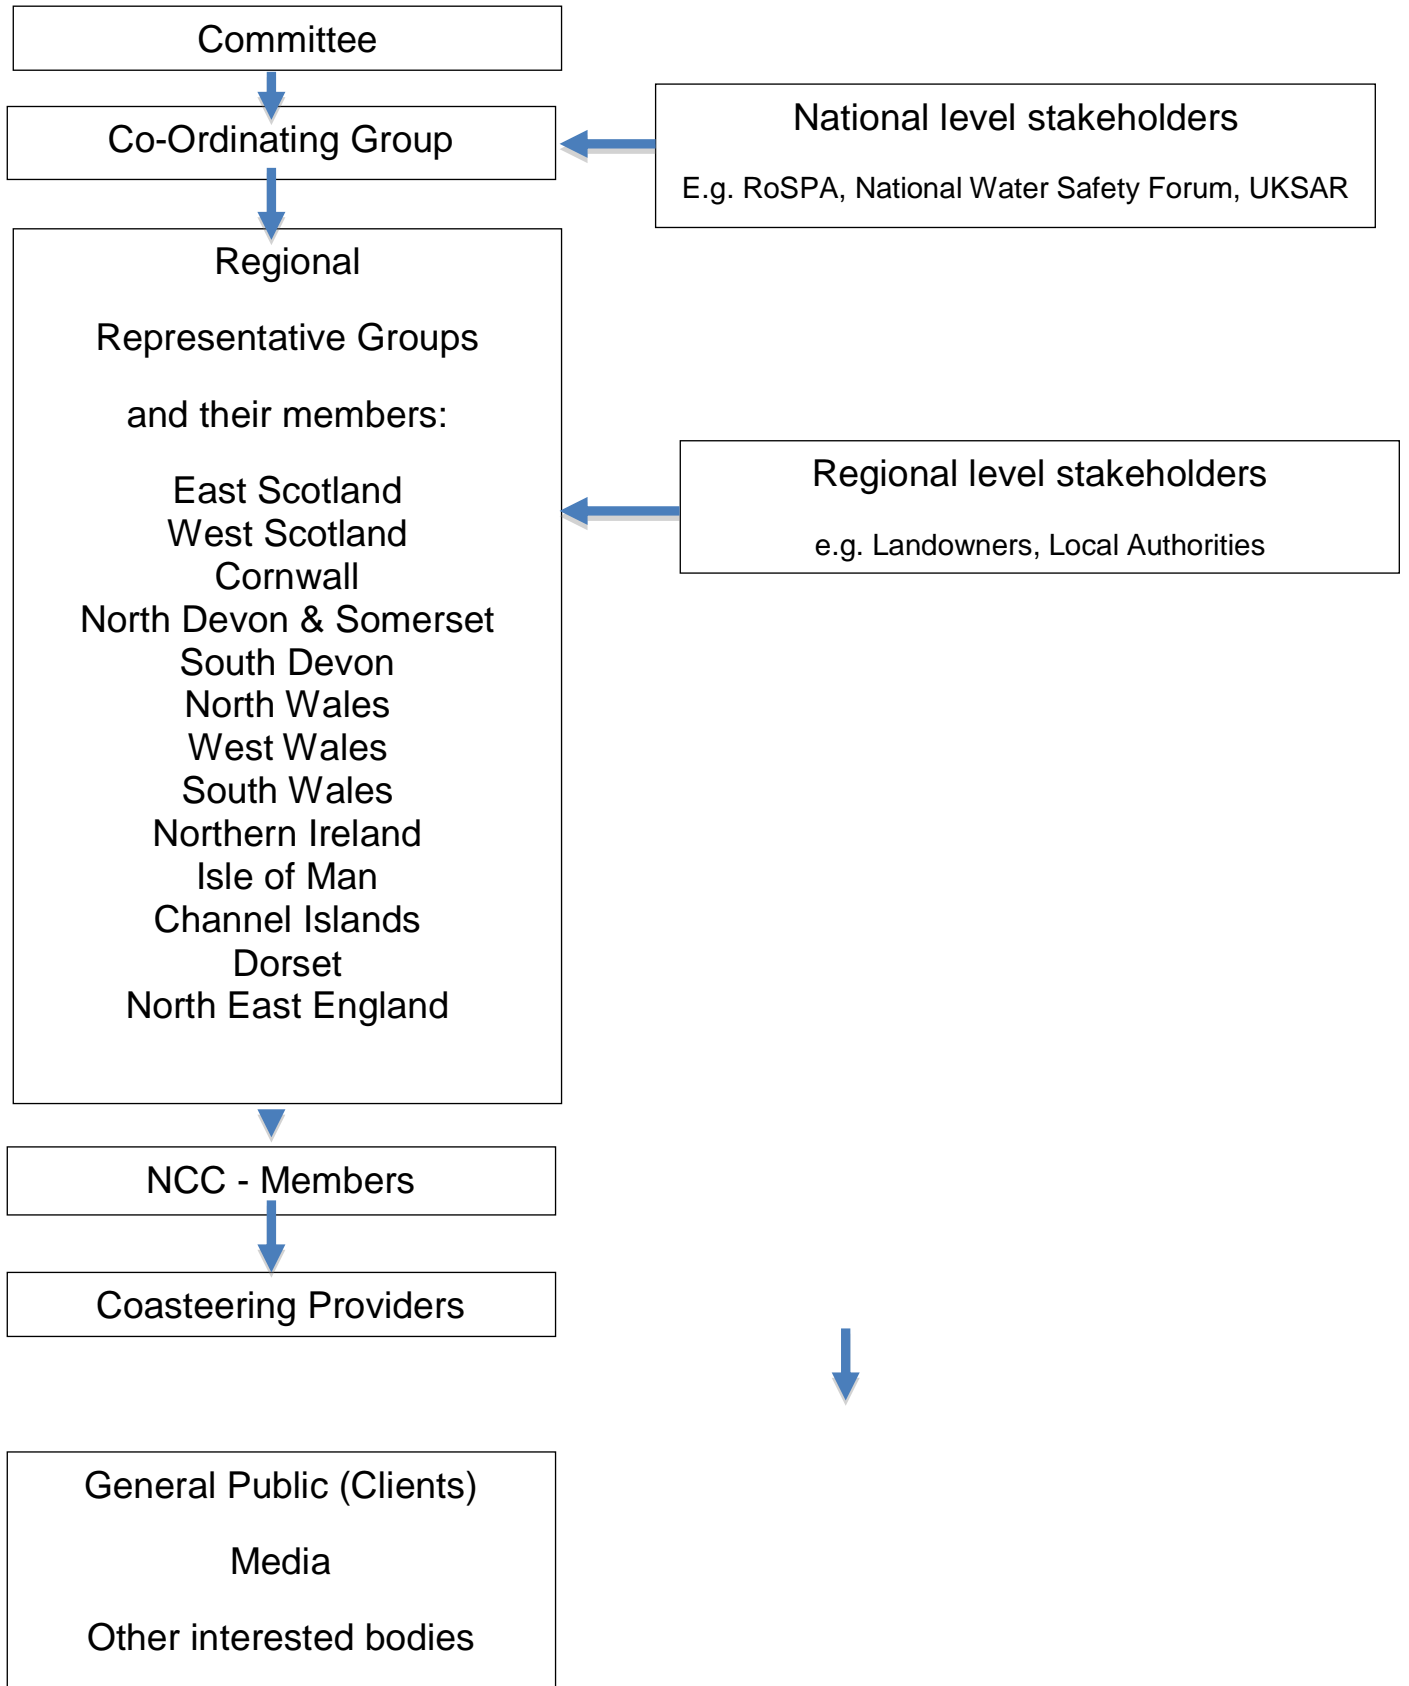 Committee
Co-Ordinating Group
National level stakeholders
E.g. RoSPA, National Water Safety Forum, UKSAR
Regional
Representative Groups
and their members:
East Scotland
West Scotland
Cornwall
North Devon & Somerset
South Devon
North Wales
West Wales
South Wales
Northern Ireland
Isle of Man
Channel Islands
Dorset
North East England
Regional level stakeholders
e.g. Landowners, Local Authorities
NCC - Members
Coasteering Providers
General Public (Clients)
Media
Other interested bodies